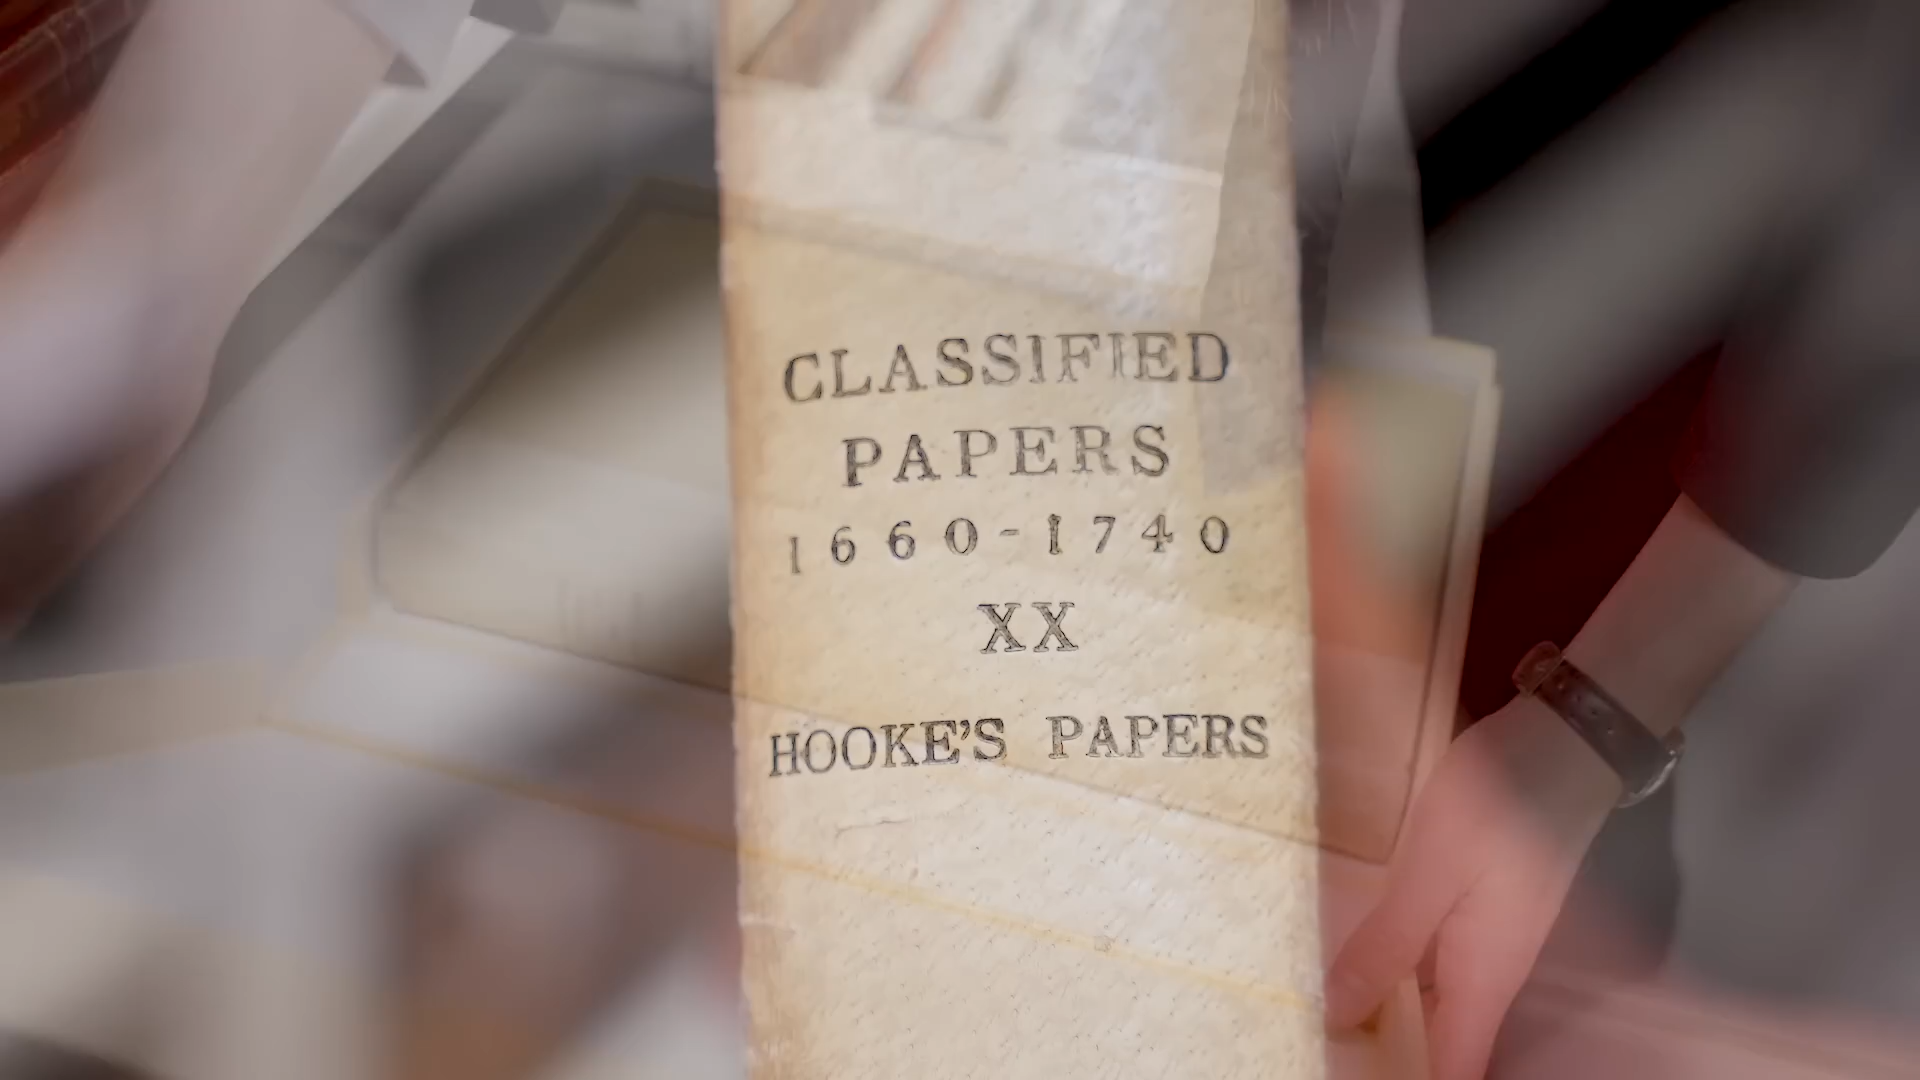 CLASSIFIED
PAPERS
1660-1740
XX
HOOKE'S PAPERS